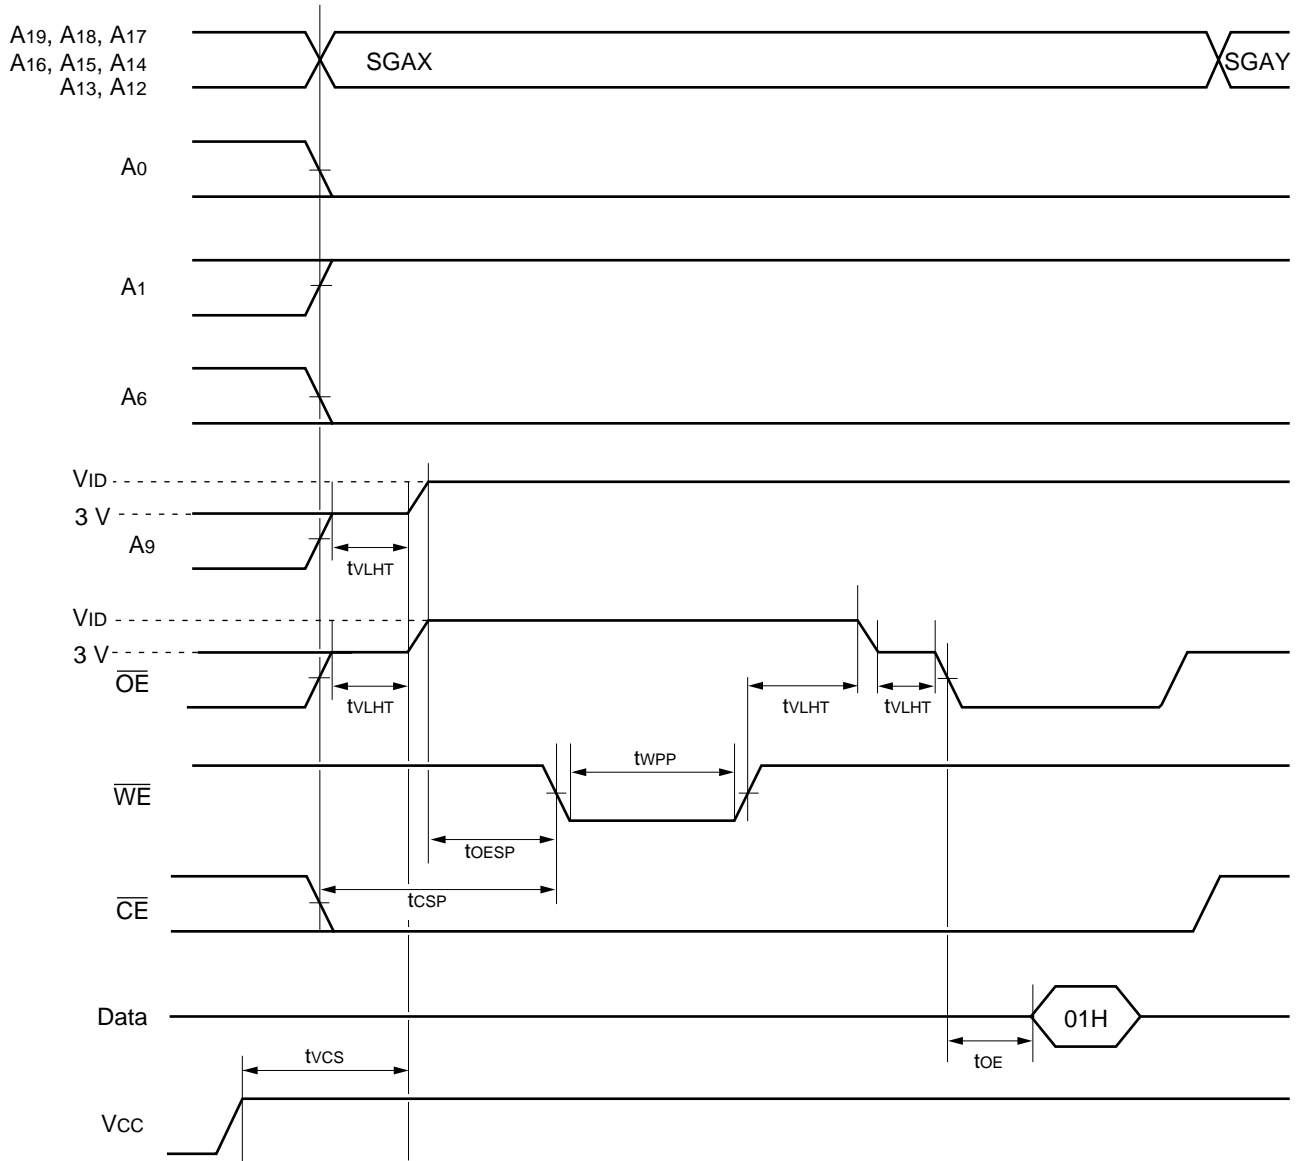 A19, A18, A17
A16, A15, A14
A13, A12
SGAX
SGAY
A0
A1
A6
VID
3 V
A9
tVLHT
VID
3 V
OE
tVLHT
tVLHT
tVLHT
tWPP
WE
tOESP
tCSP
CE
Data
01H
tVCS
tOE
VCC